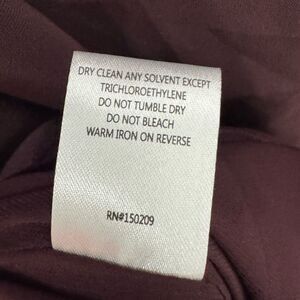 DRY CLEAN ANY SOLVENT EXCEPT
TRICHLOROETHYLENE
DO NOT TUMBLE DRY
DO NOT BLEACH
WARM IRON ON REVERSE
RN#150209